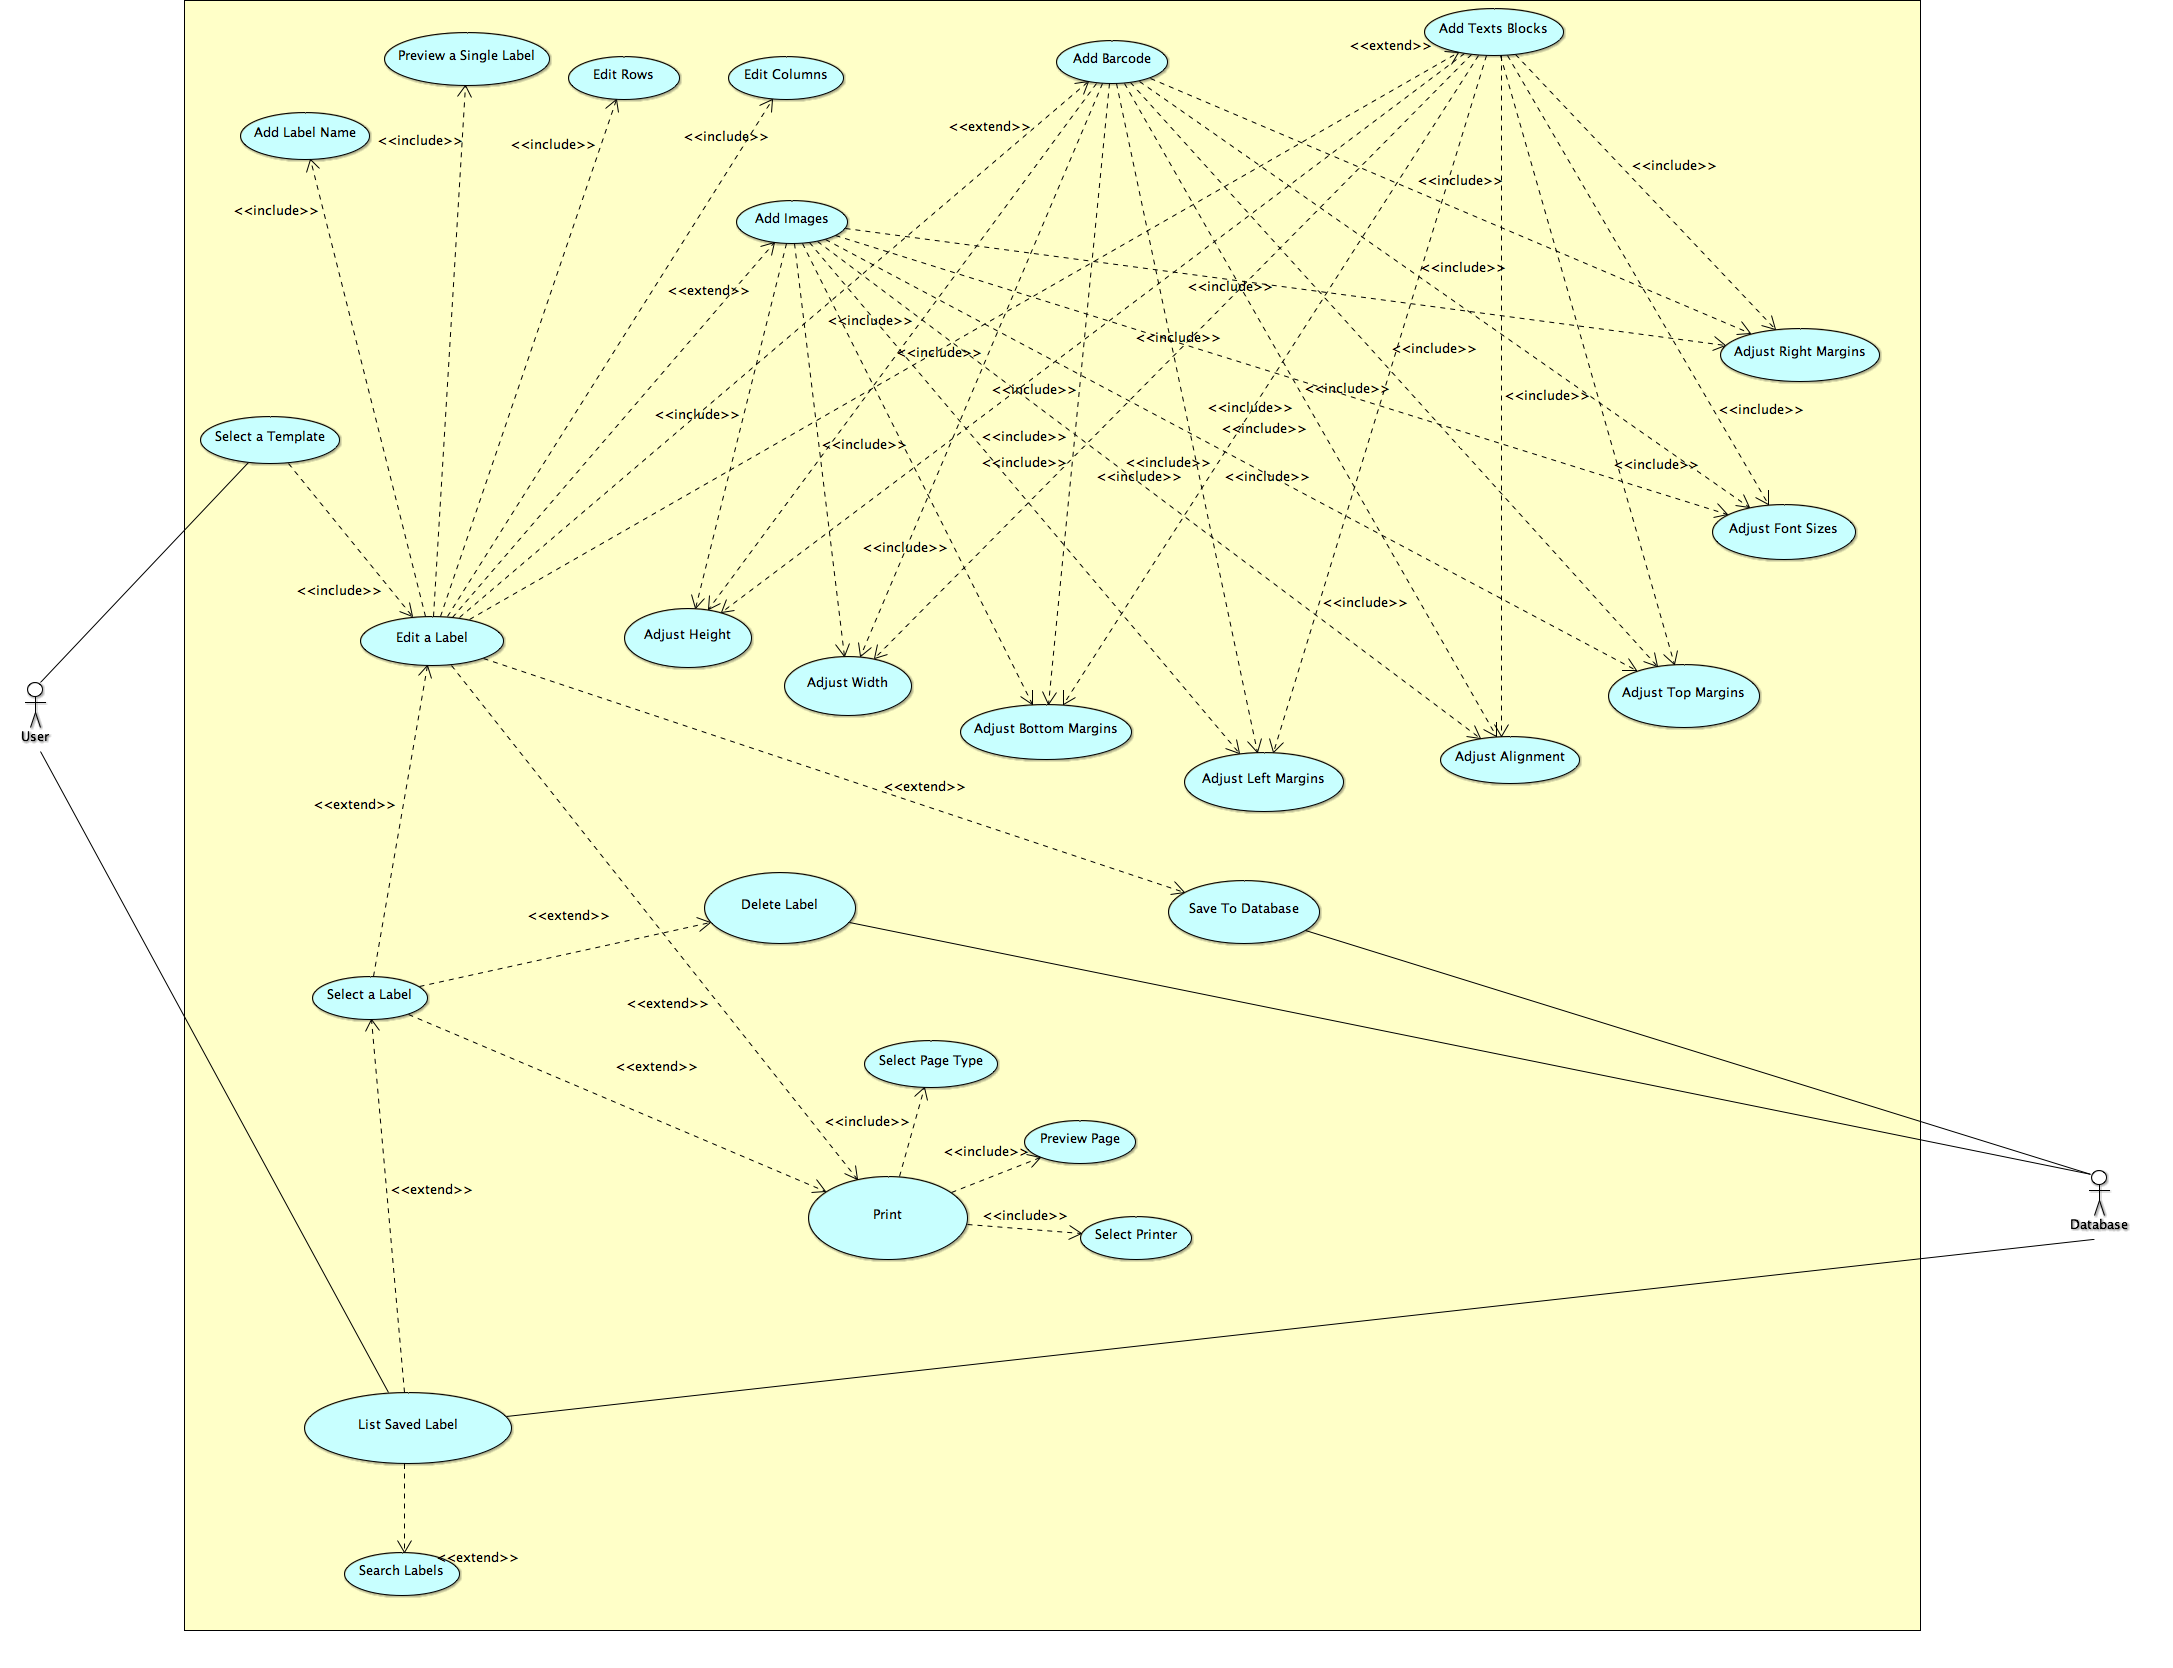 Add Texts Blocks
<<extend>>
Preview a Single Label
Add Barcode
Edit Rows
Edit Columns
<<extend>>
Add Label Name
<<include>>
<<include>>
<<include>>
<<include>>
<<include>>
<<include>>
Add Images
<<include>>
<<include>>
<<extend>>
<<include>>
<<include>>
<<include>>
<<include>>
<<include>>
Adjust Right Margins
<<include>>
<<include>>
<<include>>
<<include>>
<<include>>
<<include>>
<<include>>
<<include>>
Select a Template
<<include>>
<<include>>
<<include>>
<<include>>
<<include>>
<<include>>
<<include>>
<<include>>
Adjust Font Sizes
<<include>>
<<include>>
<<include>>
Edit a Label
Adjust Height
Adjust Width
Adjust Top Margins
Adjust Bottom Margins
User
Adjust Alignment
Adjust Left Margins
<<extend>>
<<extend>>
Delete Label
Save To Database
<<extend>>
Select a Label
<<extend>>
<<extend>>
Select Page Type
<<include>>
Preview Page
<<include>>
<<extend>>
Print
<<include>>
Select Printer
Database
List Saved Label
<<extend>>
Search Labels